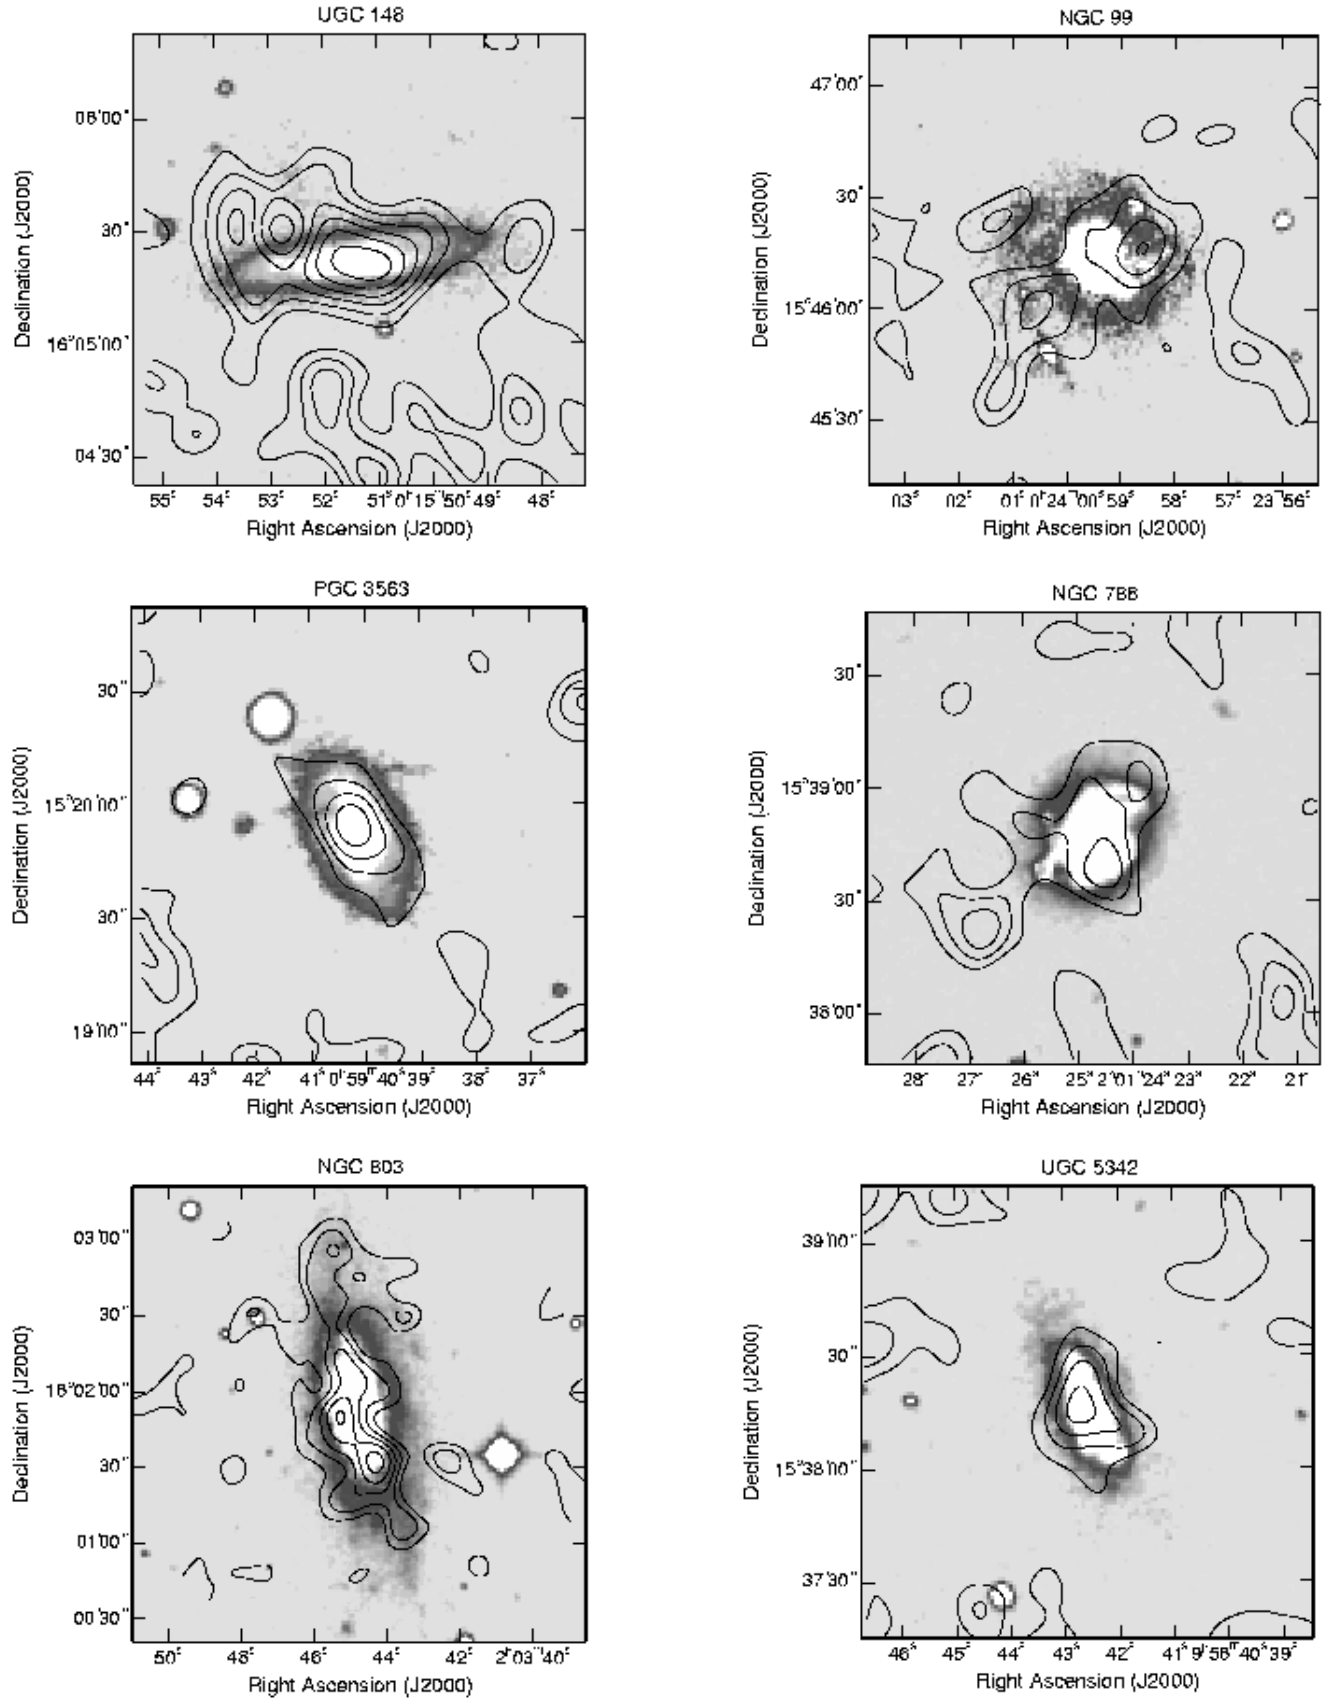 UGC 148
NGC 99
Declination (J2000)
06'00"
30"
16°05'00"
04'30"
55s 54s 53s 52s 51s 0h15m50s 49s 48s
Right Ascension (J2000)
Declination (J2000)
47'00"
30"
15°46'00"
45'30"
03s 02s 01s 0h24m00s 59s 58s 57s 23m56s
Right Ascension (J2000)
PGC 3563
NGC 788
Declination (J2000)
30"
15°20'00"
30"
19'00"
44s 43s 42s 41s 0h59m40s 39s 38s 37s
Right Ascension (J2000)
Declination (J2000)
30"
15°39'00"
30"
38'00"
28s 27s 26s 25s 2h01m24s 23s 22s 21s
Right Ascension (J2000)
NGC 803
UGC 5342
Declination (J2000)
03'00"
30"
16°02'00"
30"
01'00"
00'30"
50s 48s 46s 44s 42s 2h03m40s
Right Ascension (J2000)
Declination (J2000)
39'00"
30"
15°38'00"
37'30"
46s 45s 44s 43s 42s 41s 9h56m40s 39s
Right Ascension (J2000)